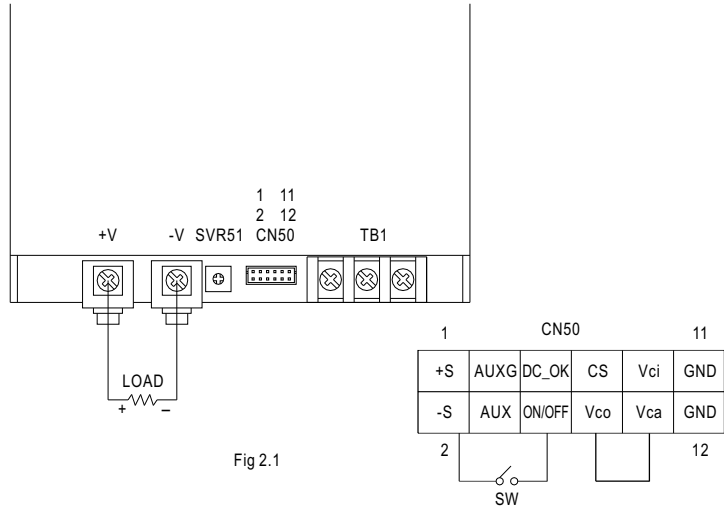 1 11
2 12
+V -V SVR51 CN50 TB1
LOAD
+ –
Fig 2.1
1 CN50 11
+S AUXG DC_OK CS Vci GND
-S AUX ON/OFF Vco Vca GND
2 12
SW